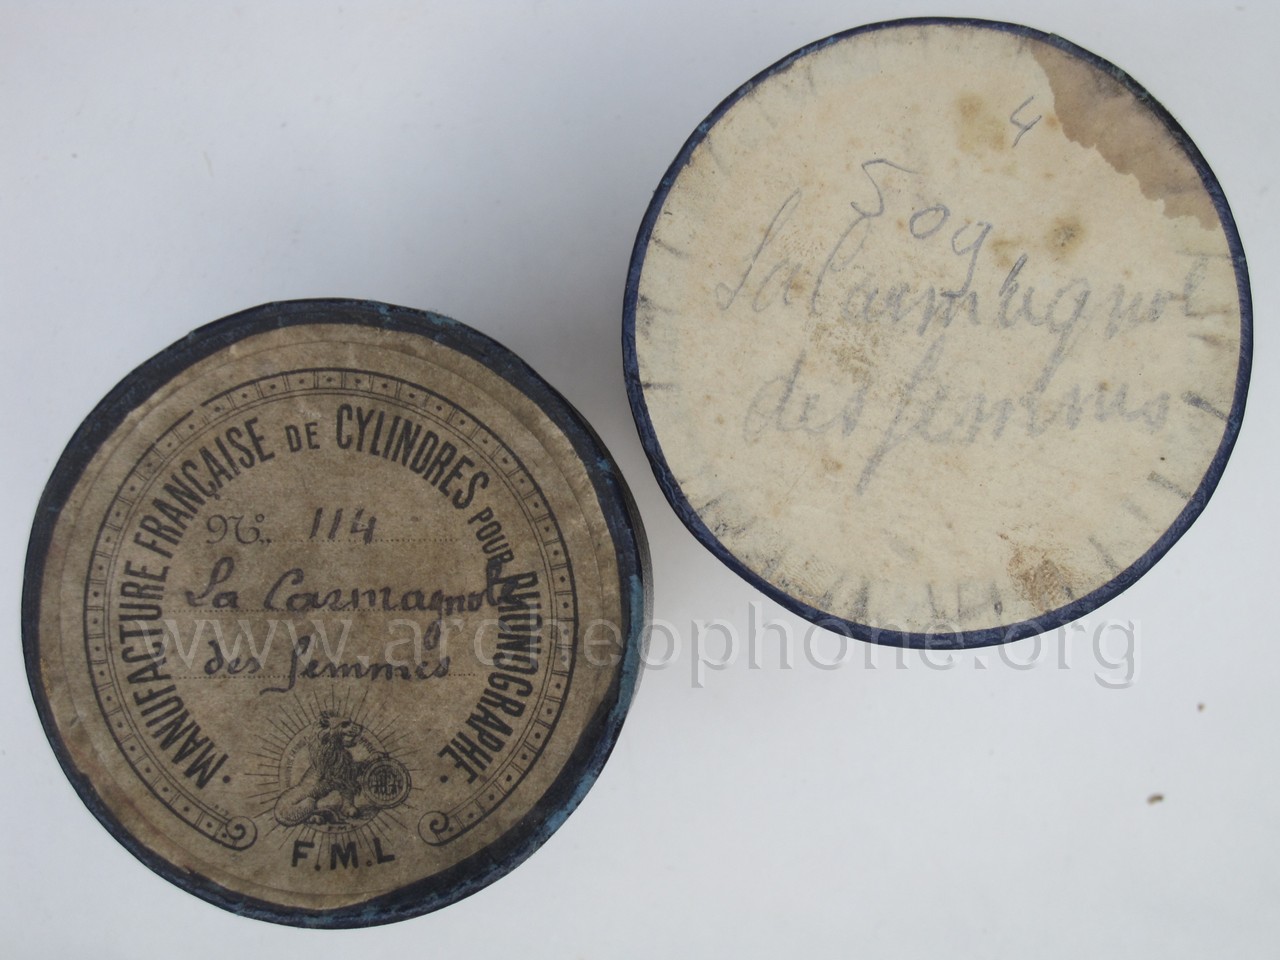 MANUFACTURE FRANÇAISE DE CYLINDRES POUR PHONOGRAPHE
No. 114
La Carmagnole
des femmes
F.M.L
4
509
La Carmagnole
des femmes
www.archeophone.org